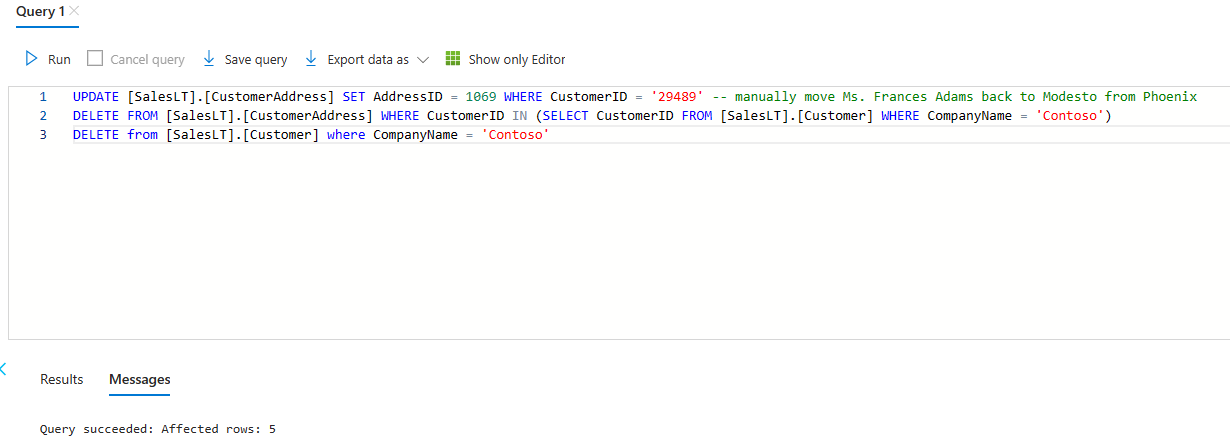 Query 1
Run Cancel query Save query Export data as Show only Editor
1 UPDATE [SalesLT].[CustomerAddress] SET AddressID = 1069 WHERE CustomerID = '29489' -- manually move Ms. Frances Adams back to Modesto from Phoenix
2 DELETE FROM [SalesLT].[CustomerAddress] WHERE CustomerID IN (SELECT CustomerID FROM [SalesLT].[Customer] WHERE CompanyName = 'Contoso')
3 DELETE from [SalesLT].[Customer] where CompanyName = 'Contoso'
Results Messages
Query succeeded: Affected rows: 5